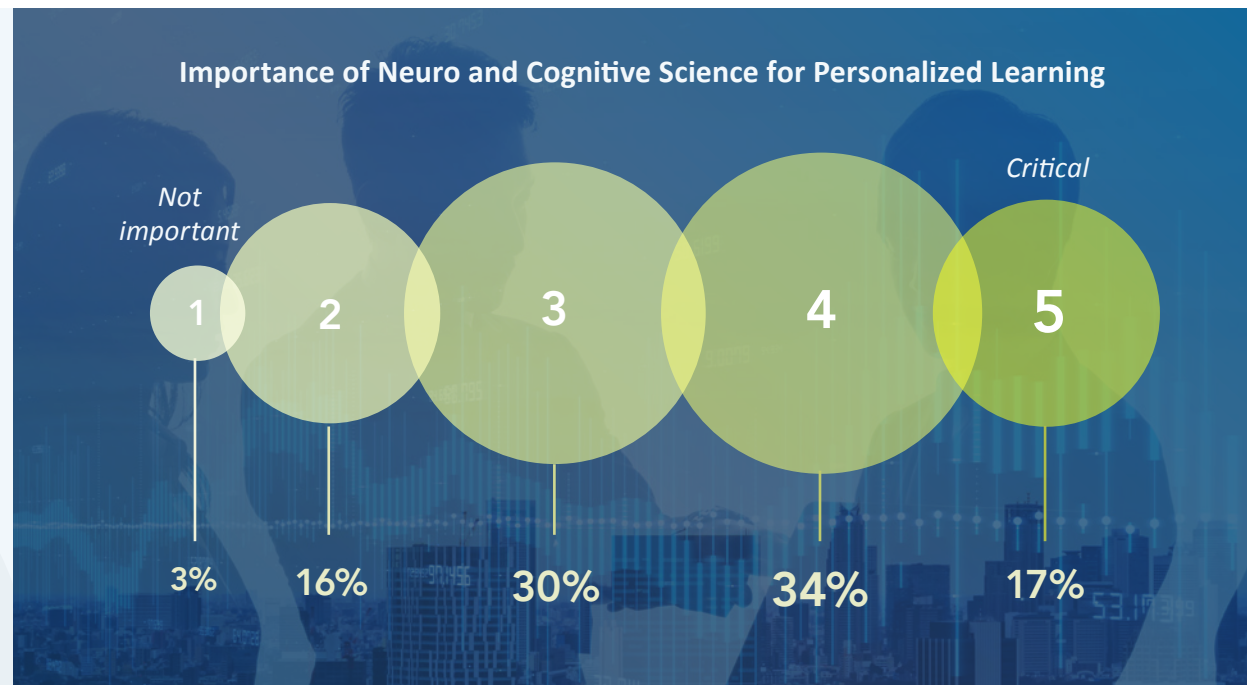 Importance of Neuro and Cognitive Science for Personalized Learning
Not
important
Critical
1
2
3
4
5
3%
16%
30%
34%
17%